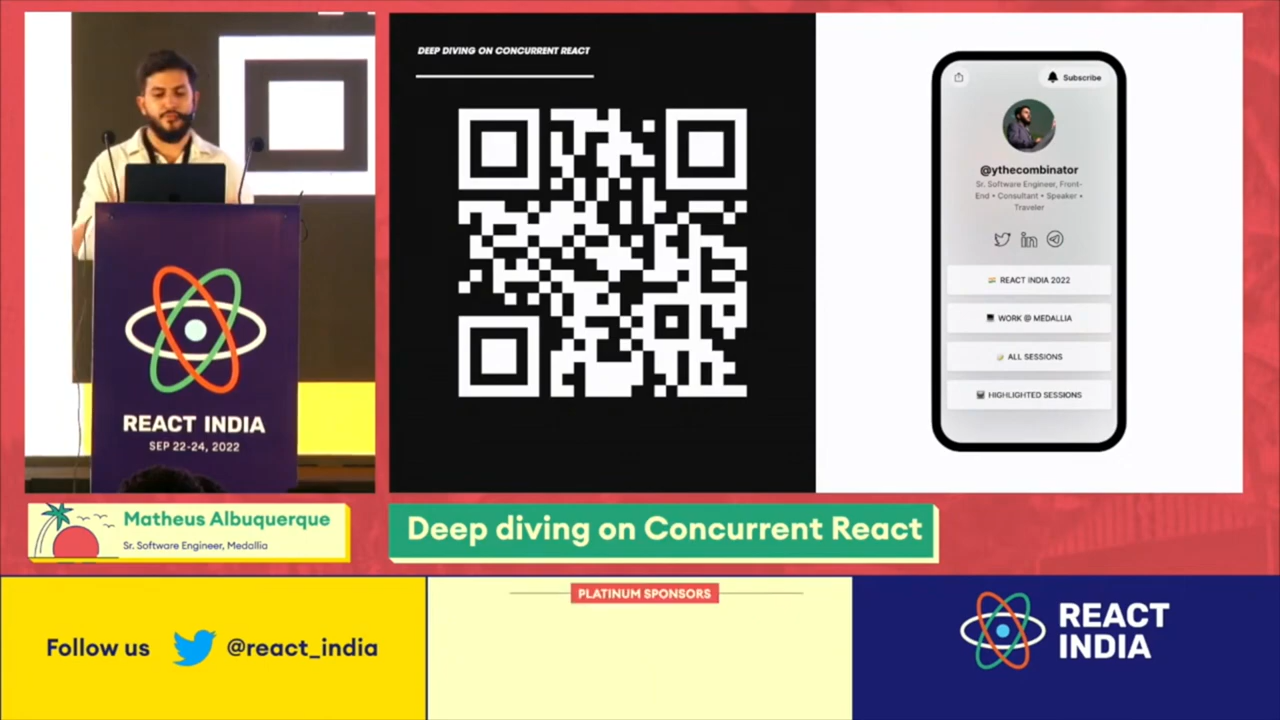 DEEP DIVING ON CONCURRENT REACT
Subscribe
@ythecombinator
Sr. Software Engineer, Front-
End • Consultant • Speaker •
Traveler
REACT INDIA 2022
WORK @ MEDALLIA
ALL SESSIONS
HIGHLIGHTED SESSIONS
REACT INDIA
SEP 22-24, 2022
Matheus Albuquerque
Sr. Software Engineer, Medallia
Deep diving on Concurrent React
PLATINUM SPONSORS
Follow us @react_india
REACT
INDIA